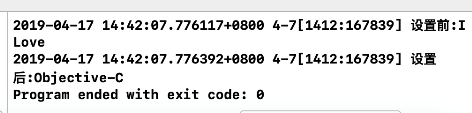 2019-04-17 14:42:07.776117+0800 4-7[1412:167839] 设置前:I
Love
2019-04-17 14:42:07.776392+0800 4-7[1412:167839] 设置
后:Objective-C
Program ended with exit code: 0